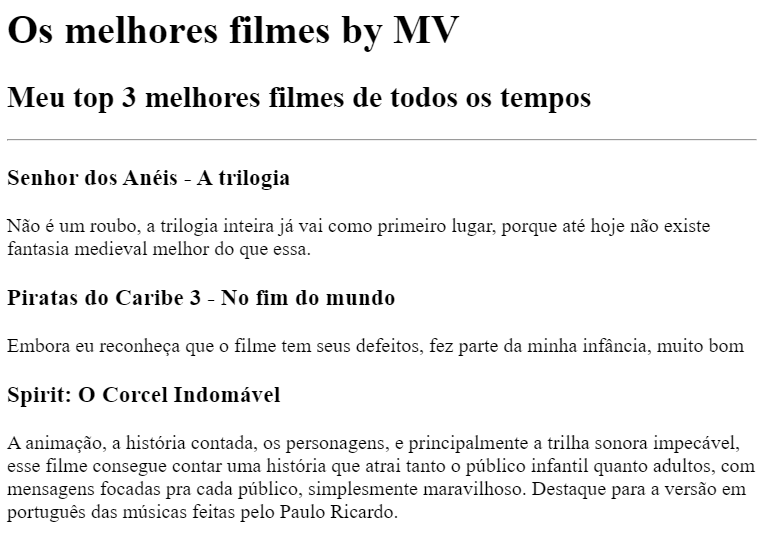 Os melhores filmes by MV
Meu top 3 melhores filmes de todos os tempos
Senhor dos Anéis - A trilogia
Não é um roubo, a trilogia inteira já vai como primeiro lugar, porque até hoje não existe
fantasia medieval melhor do que essa.
Piratas do Caribe 3 - No fim do mundo
Embora eu reconheça que o filme tem seus defeitos, fez parte da minha infância, muito bom
Spirit: O Corcel Indomável
A animação, a história contada, os personagens, e principalmente a trilha sonora impecável,
esse filme consegue contar uma história que atrai tanto o público infantil quanto adultos, com
mensagens focadas pra cada público, simplesmente maravilhoso. Destaque para a versão em
português das músicas feitas pelo Paulo Ricardo.